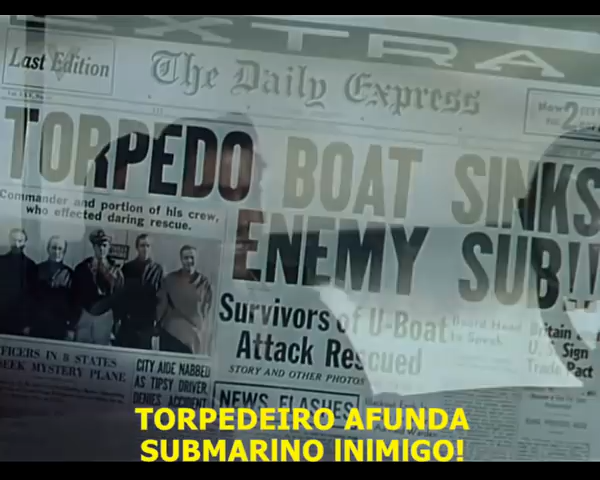 EXTRA
Last Edition
The Daily Express
TORPEDO BOAT SINKS
ENEMY SUB!!
Commander and portion of his crew,
who effected daring rescue.
Survivors of U-Boat
Attack Rescued
STORY AND OTHER PHOTOS
NEWS FLASHES
CITY AIDE NABBED
AS TIPSY DRIVER
DENIES ACCIDENT
IN 8 STATES
SEEK MYSTERY PLANE
Britain
Sign
Trade Pact
TORPEDEIRO AFUNDA
SUBMARINO INIMIGO!